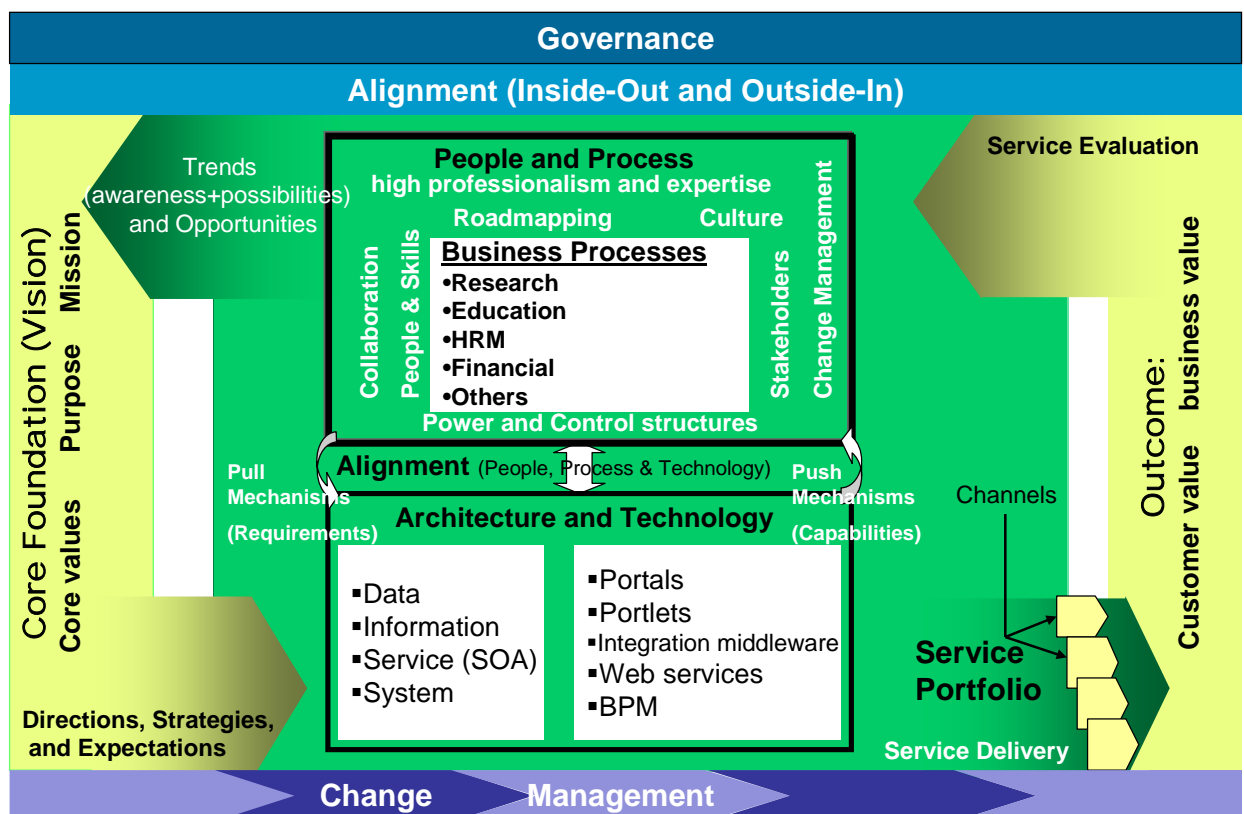 Governance
Alignment (Inside-Out and Outside-In)
Core Foundation (Vision)
Core values Purpose Mission
Trends
(awareness+possibilities)
and Opportunities
Directions, Strategies,
and Expectations
People and Process
high professionalism and expertise
Roadmapping Culture
Collaboration
People & Skills
Business Processes
•Research
•Education
•HRM
•Financial
•Others
Stakeholders
Change Management
Power and Control structures
Pull
Mechanisms
(Requirements)
Alignment (People, Process & Technology)
Push
Mechanisms
(Capabilities)
Architecture and Technology
▪Data
▪Information
▪Service (SOA)
▪System
▪Portals
▪Portlets
▪Integration middleware
▪Web services
▪BPM
Service Evaluation
Channels
Service
Portfolio
Service Delivery
Outcome:
Customer value business value
Change Management